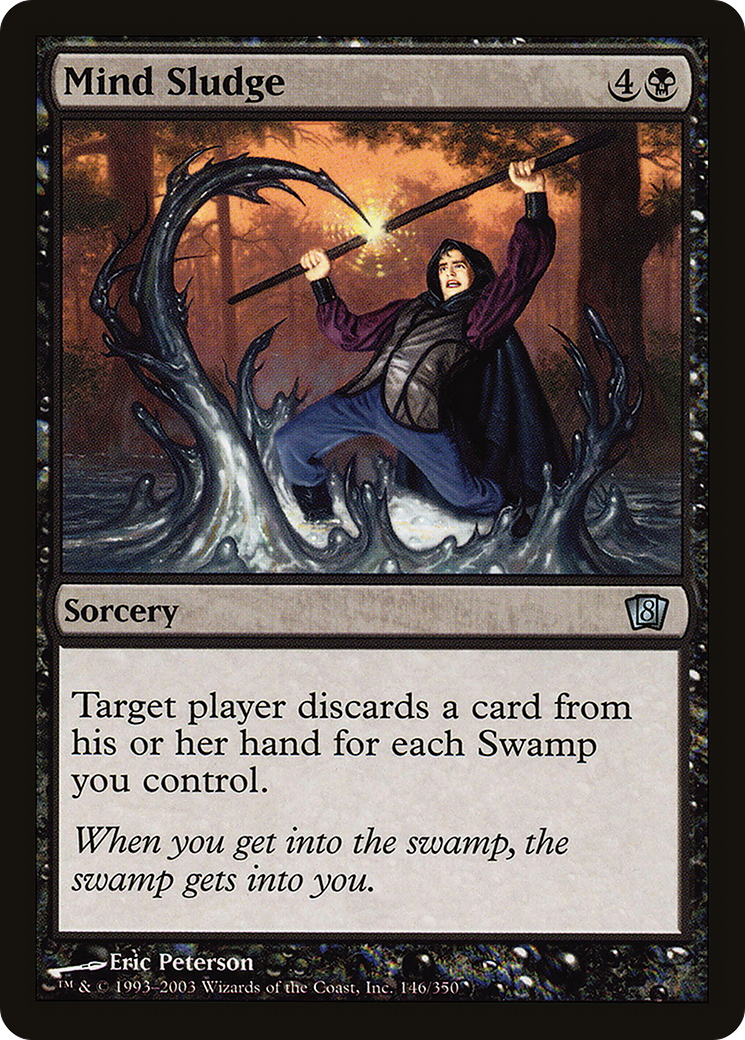 Mind Sludge 4
Sorcery 8
Target player discards a card from
his or her hand for each Swamp
you control.
When you get into the swamp, the
swamp gets into you.
Eric Peterson
™ & © 1993–2003 Wizards of the Coast, Inc. 146/350